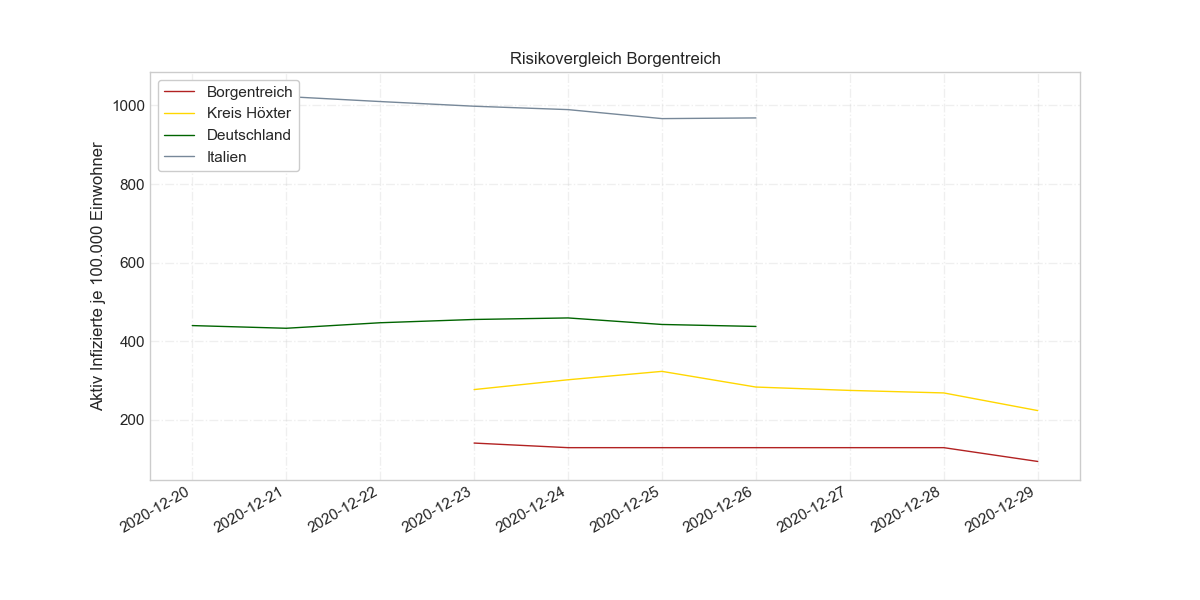 Risikovergleich Borgentreich
Aktiv Infizierte je 100.000 Einwohner
1000
800
600
400
200
Borgentreich
Kreis Höxter
Deutschland
Italien
2020-12-20
2020-12-21
2020-12-22
2020-12-23
2020-12-24
2020-12-25
2020-12-26
2020-12-27
2020-12-28
2020-12-29